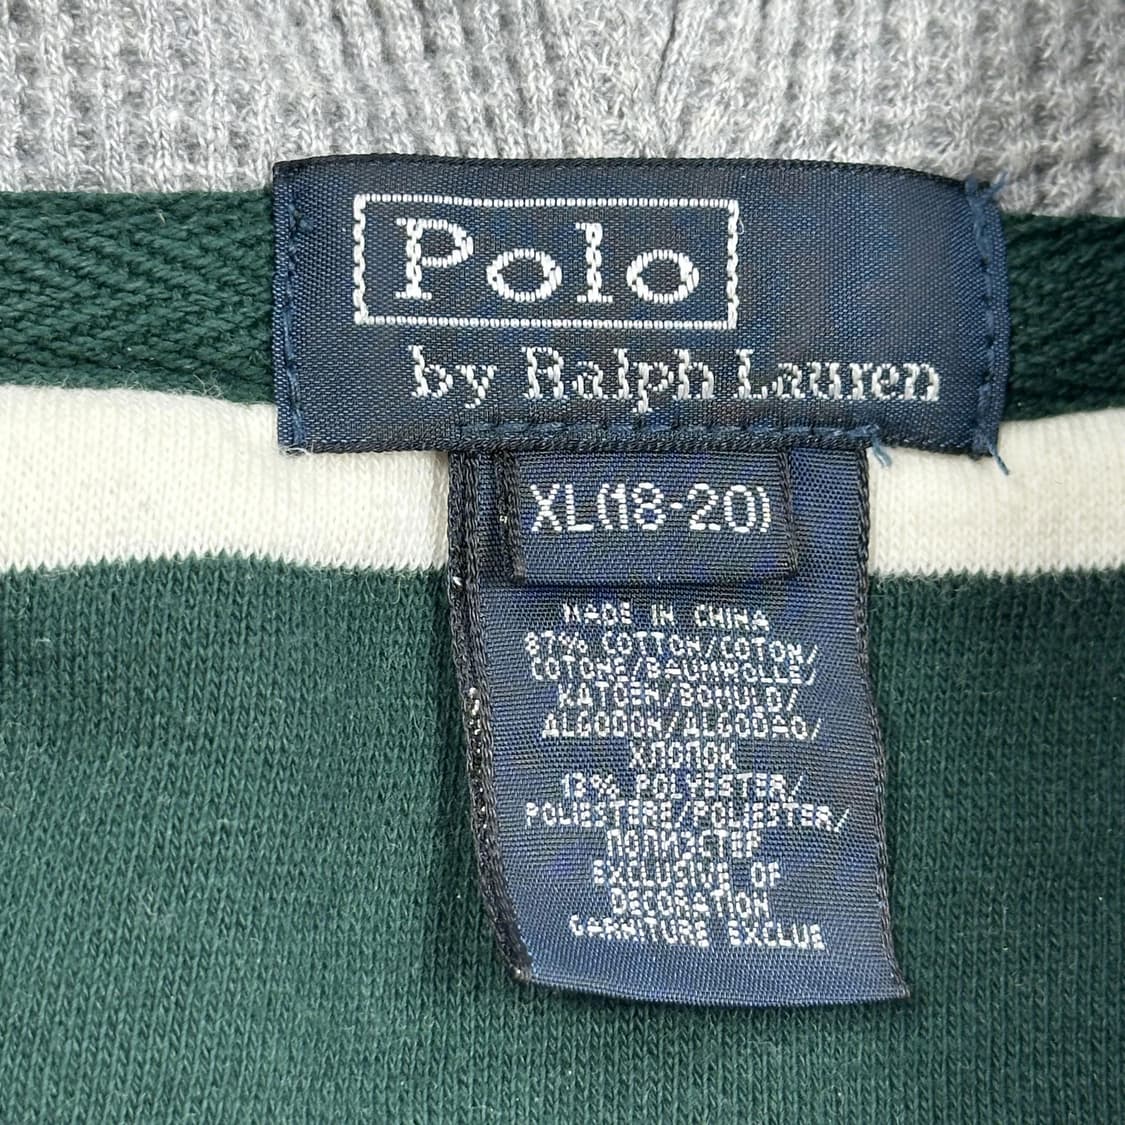 Polo
by Ralph Lauren
XL(18-20)
MADE IN CHINA
87% COTTON/COTON/
COTONE/BAUMWOLLE/
KATOEN/BOMULD/
ALGODON/ALGODAO/
ХЛОПОК
13% POLYESTER/
POLIESTERE/POLIESTER/
ПОЛИЭСТЕР
EXCLUSIVE OF
DECORATION
GARNITURE EXCLUE